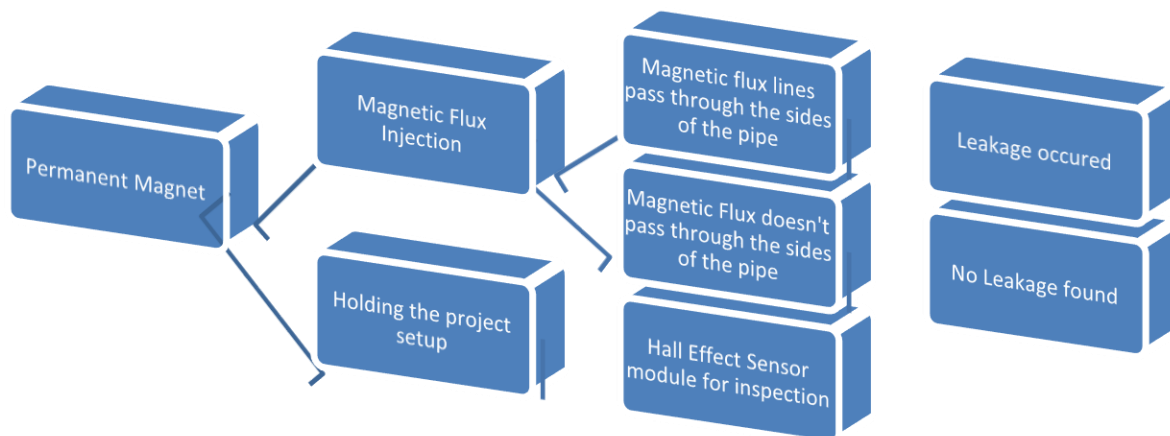 Permanent Magnet
Magnetic Flux
Injection
Holding the project
setup
Magnetic flux lines
pass through the sides
of the pipe
Magnetic Flux doesn't
pass through the sides
of the pipe
Hall Effect Sensor
module for inspection
Leakage occured
No Leakage found